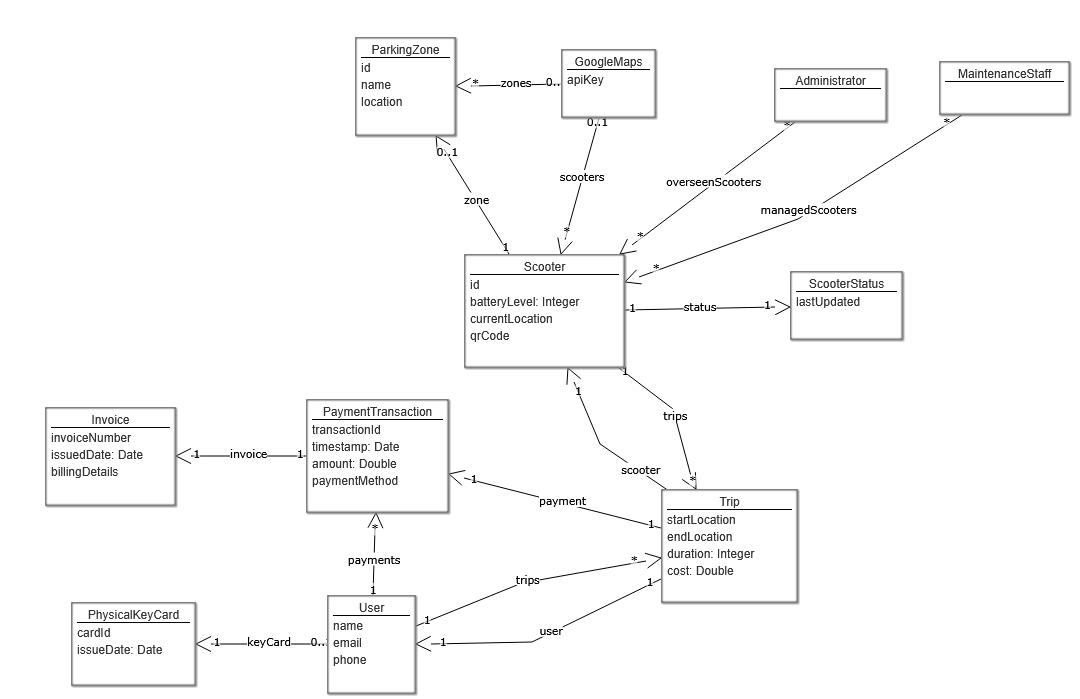 ParkingZone
id
name
location
GoogleMaps
apiKey
Administrator
MaintenanceStaff
* zones 0..
0..1
zone
1
0..1
scooters
*
*
overseenScooters
*
*
managedScooters
*
Scooter
id
batteryLevel: Integer
currentLocation
qrCode
1 status 1
ScooterStatus
lastUpdated
1
trips
*
1
scooter
Invoice
invoiceNumber
issuedDate: Date
billingDetails
1 invoice 1
PaymentTransaction
transactionId
timestamp: Date
amount: Double
paymentMethod
1
payment
1
Trip
startLocation
endLocation
duration: Integer
cost: Double
*
payments
1
1
trips
*
1
user
1
PhysicalKeyCard
cardId
issueDate: Date
1 keyCard 0..
User
name
email
phone